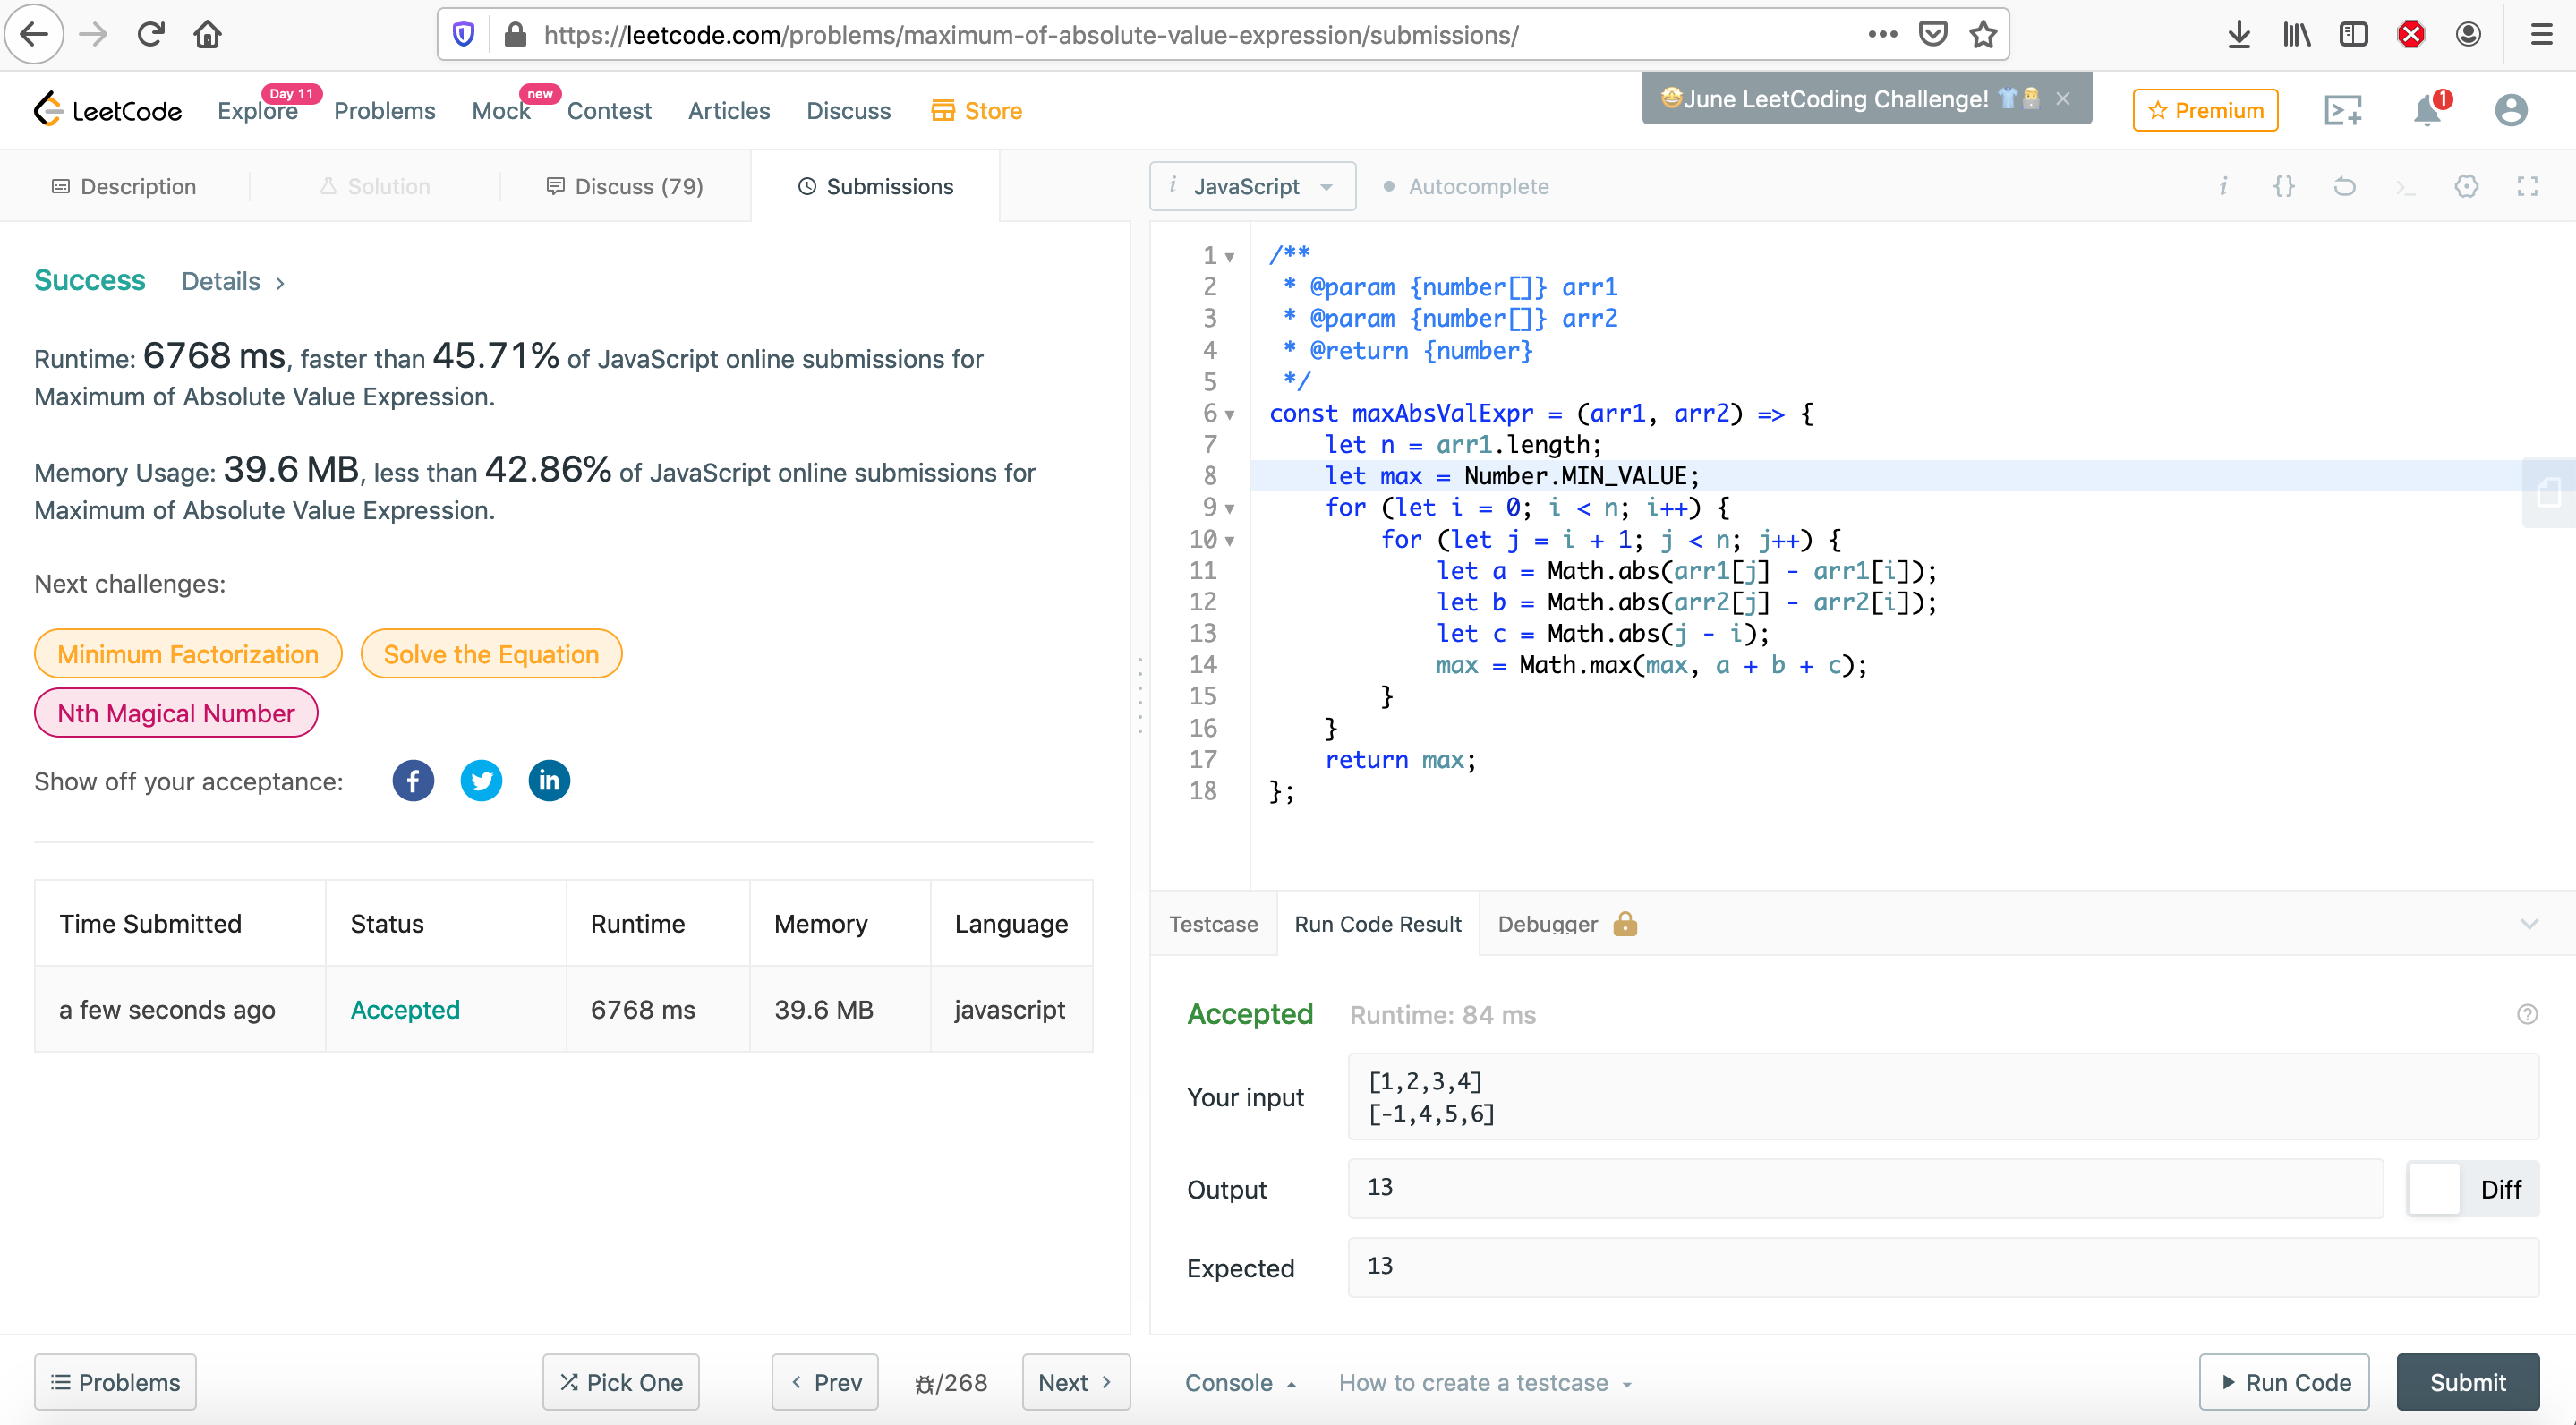 https://leetcode.com/problems/maximum-of-absolute-value-expression/submissions/
LeetCode
Explore
Day 11
Problems
Mock
new
Contest
Articles
Discuss
Store
🤩June LeetCoding Challenge! 👕
Premium
1
Description
Solution
Discuss (79)
Submissions
Success
Details
Runtime: 6768 ms, faster than 45.71% of JavaScript online submissions for
Maximum of Absolute Value Expression.
Memory Usage: 39.6 MB, less than 42.86% of JavaScript online submissions for
Maximum of Absolute Value Expression.
Next challenges:
Minimum Factorization
Solve the Equation
Nth Magical Number
Show off your acceptance:
Time Submitted Status Runtime Memory Language
a few seconds ago Accepted 6768 ms 39.6 MB javascript
i JavaScript
Autocomplete
i {} >_
1 /**
2  * @param {number[]} arr1
3  * @param {number[]} arr2
4  * @return {number}
5  */
6 const maxAbsValExpr = (arr1, arr2) => {
7     let n = arr1.length;
8     let max = Number.MIN_VALUE;
9     for (let i = 0; i < n; i++) {
10         for (let j = i + 1; j < n; j++) {
11             let a = Math.abs(arr1[j] - arr1[i]);
12             let b = Math.abs(arr2[j] - arr2[i]);
13             let c = Math.abs(j - i);
14             max = Math.max(max, a + b + c);
15         }
16     }
17     return max;
18 };
Testcase
Run Code Result
Debugger
Accepted
Runtime: 84 ms
Your input
[1,2,3,4]
[-1,4,5,6]
Output
13
Diff
Expected
13
Problems
Pick One
Prev
/268
Next
Console
How to create a testcase
Run Code
Submit